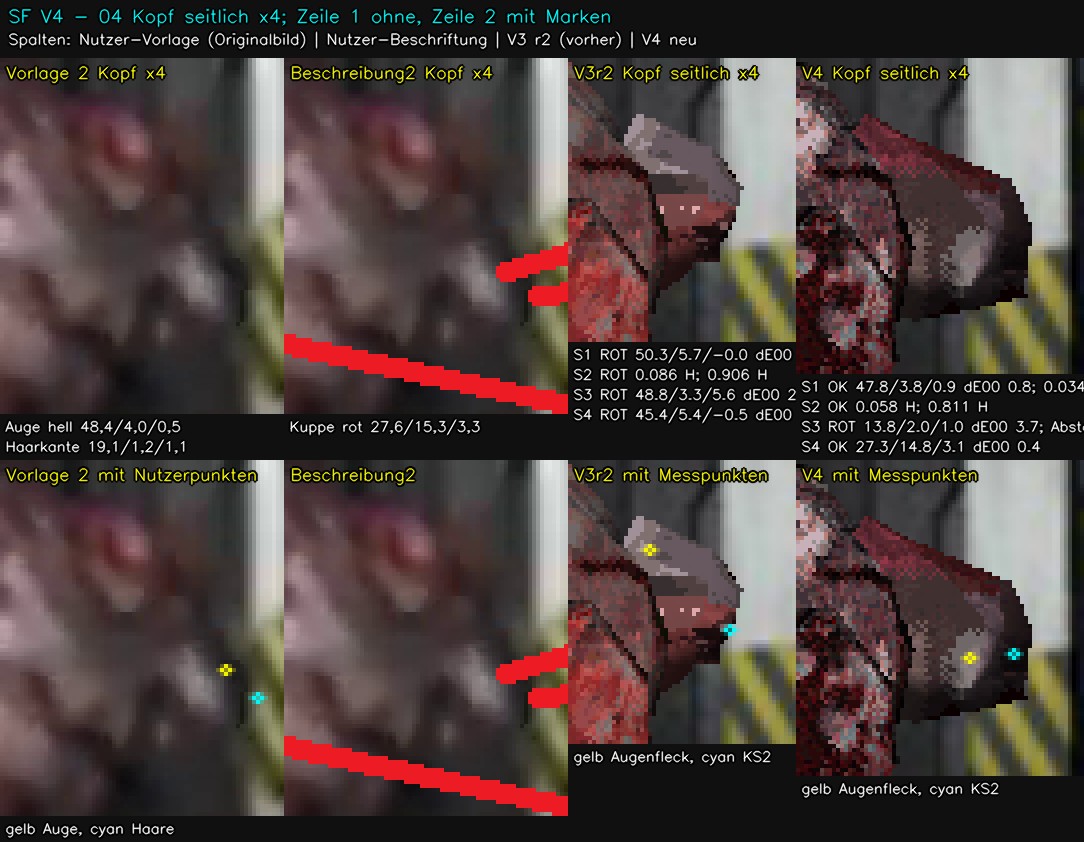 SF V4 – 04 Kopf seitlich x4; Zeile 1 ohne, Zeile 2 mit Marken
Spalten: Nutzer–Vorlage (Originalbild) | Nutzer–Beschriftung | V3 r2 (vorher) | V4 neu
Vorlage 2 Kopf x4
Beschreibung2 Kopf x4
V3r2 Kopf seitlich x4
V4 Kopf seitlich x4
Auge hell 48,4/4,0/0,5
Haarkante 19,1/1,2/1,1
Kuppe rot 27,6/15,3/3,3
S1 ROT 50.3/5.7/–0.0 dE00
S2 ROT 0.086 H; 0.906 H
S3 ROT 48.8/3.3/5.6 dE00 2
S4 ROT 45.4/5.4/–0.5 dE00
S1 OK 47.8/3.8/0.9 dE00 0.8; 0.034
S2 OK 0.058 H; 0.811 H
S3 ROT 13.8/2.0/1.0 dE00 3.7; Abst
S4 OK 27.3/14.8/3.1 dE00 0.4
Vorlage 2 mit Nutzerpunkten
Beschreibung2
V3r2 mit Messpunkten
V4 mit Messpunkten
gelb Auge, cyan Haare
gelb Augenfleck, cyan KS2
gelb Augenfleck, cyan KS2